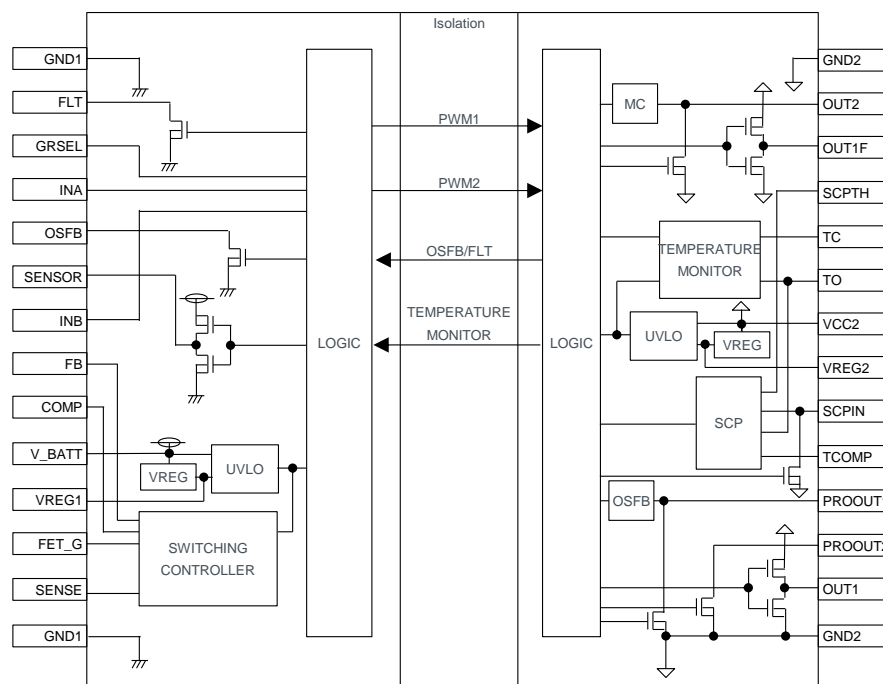 Isolation
GND1
FLT
GRSEL
INA
OSFB
SENSOR
INB
FB
COMP
V_BATT
VREG1
FET_G
SENSE
GND1
VREG
UVLO
SWITCHING
CONTROLLER
LOGIC
PWM1
PWM2
OSFB/FLT
TEMPERATURE
MONITOR
LOGIC
MC
TEMPERATURE
MONITOR
UVLO
VREG
SCP
OSFB
GND2
OUT2
OUT1F
SCPTH
TC
TO
VCC2
VREG2
SCPIN
TCOMP
PROOUT1
PROOUT2
OUT1
GND2